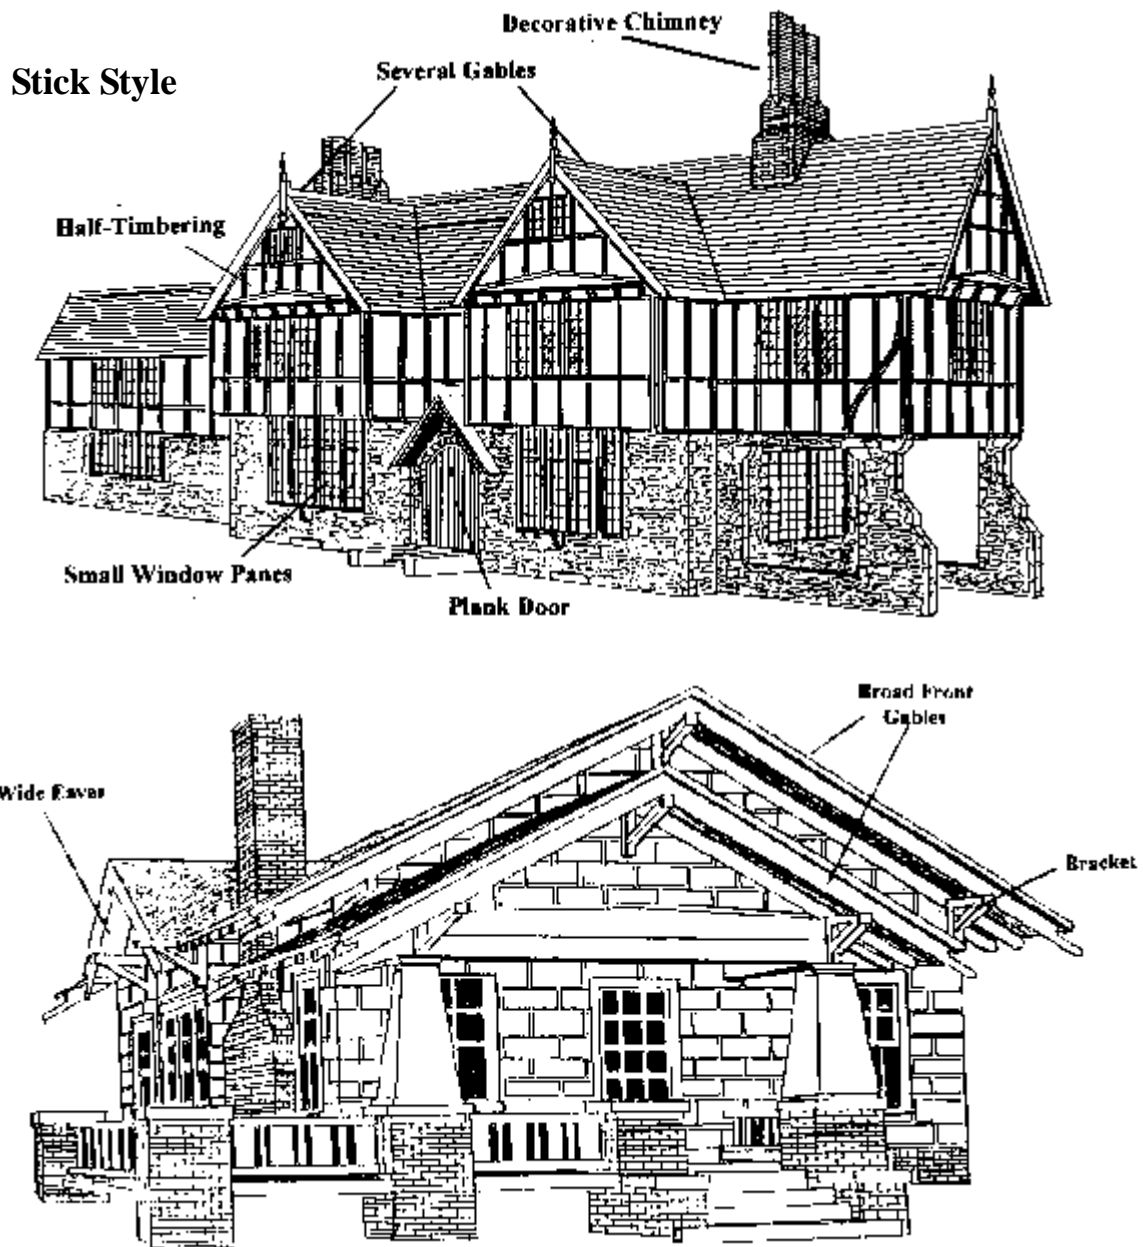 Decorative Chimney
Stick Style
Several Gables
Half-Timbering
Small Window Panes
Plank Door
Broad Front
Gables
Wide Eaves
Bracket